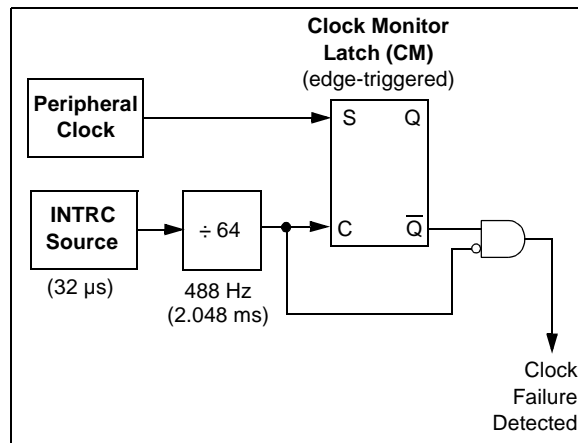 Clock Monitor
Latch (CM)
(edge-triggered)
Peripheral
Clock
S
Q
INTRC
Source
÷ 64
C
Q̅
(32 µs)
488 Hz
(2.048 ms)
Clock
Failure
Detected